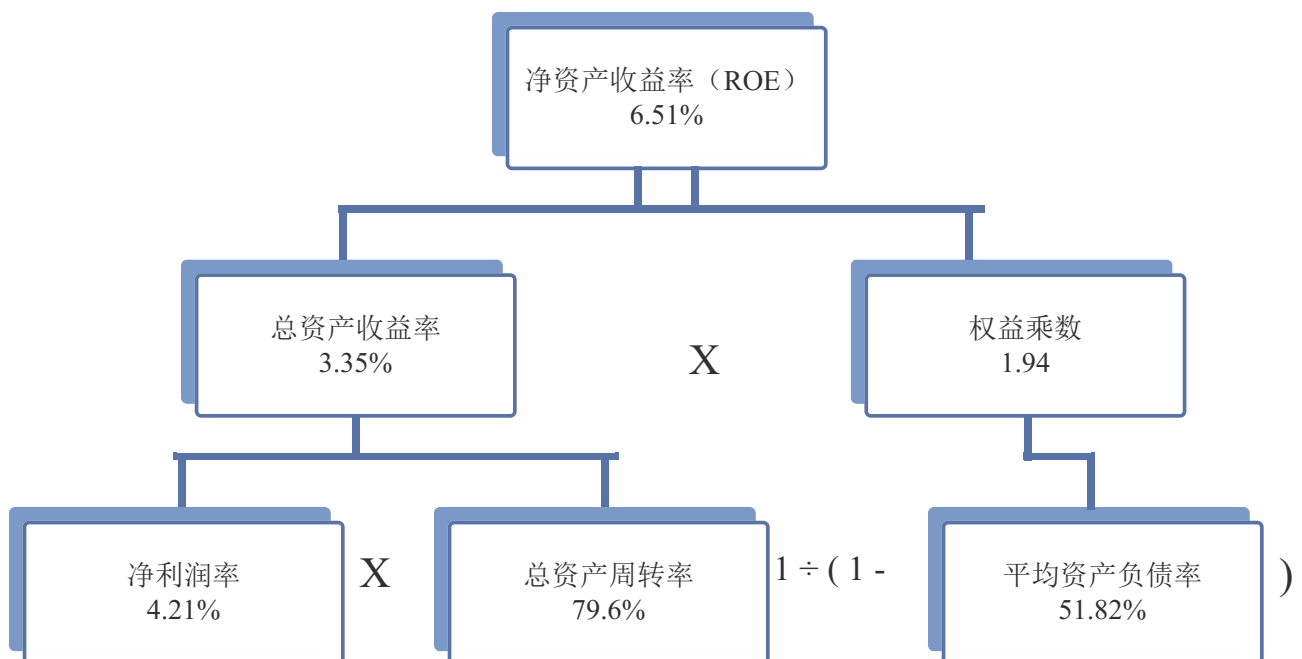 净资产收益率（ROE）
6.51%
总资产收益率
3.35%
X
权益乘数
1.94
净利润率
4.21%
X
总资产周转率
79.6%
1 ÷ ( 1 -
平均资产负债率
51.82%
)